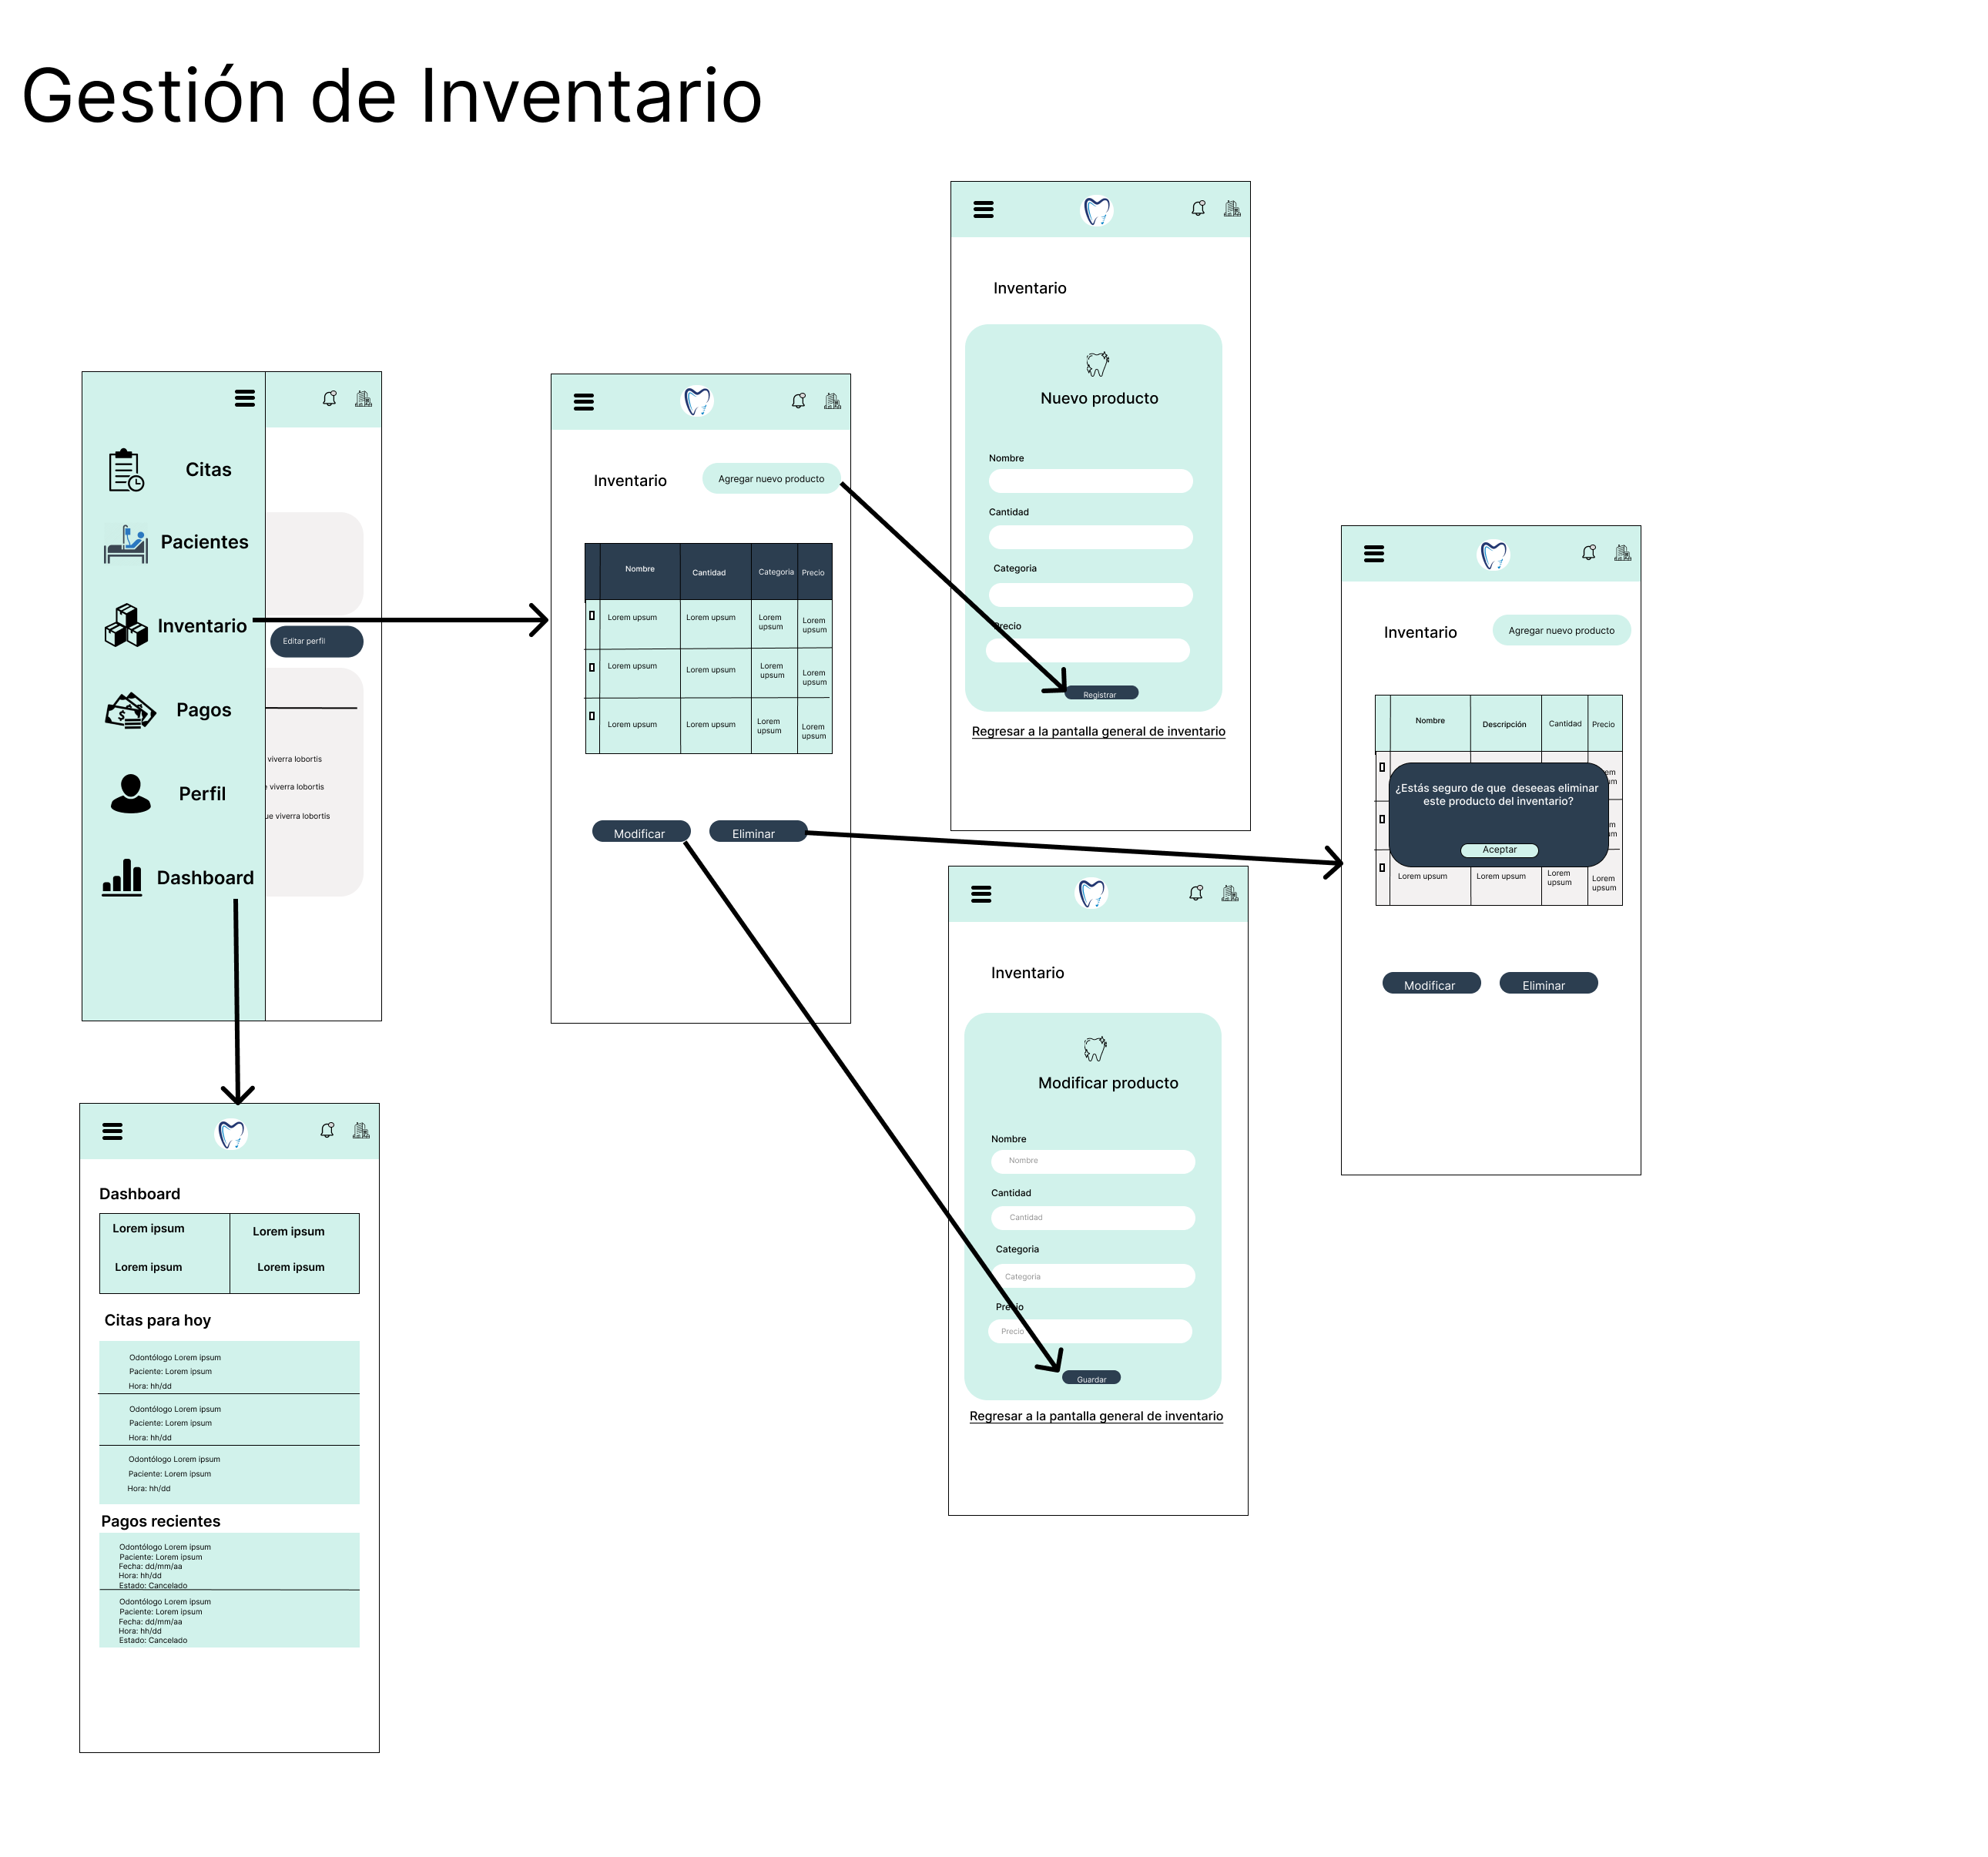 Gestión de Inventario
Citas
Pacientes
Inventario
Pagos
Perfil
Dashboard
Editar perfil
viverra lobortis
viverra lobortis
ue viverra lobortis
Inventario
Agregar nuevo producto
Nombre
Cantidad
Categoria
Precio
Lorem upsum
Lorem upsum
Lorem
upsum
Lorem
upsum
Lorem upsum
Lorem upsum
Lorem
upsum
Lorem
upsum
Lorem upsum
Lorem upsum
Lorem
upsum
Lorem
upsum
Modificar
Eliminar
Inventario
Nuevo producto
Nombre
Cantidad
Categoria
Precio
Registrar
Regresar a la pantalla general de inventario
Inventario
Agregar nuevo producto
Nombre
Descripción
Cantidad
Precio
¿Estás seguro de que deseeas eliminar
este producto del inventario?
Aceptar
em
um
m
um
Lorem upsum
Lorem upsum
Lorem
upsum
Lorem
upsum
Modificar
Eliminar
Inventario
Modificar producto
Nombre
Nombre
Cantidad
Cantidad
Categoria
Categoria
Precio
Precio
Guardar
Regresar a la pantalla general de inventario
Dashboard
Lorem ipsum
Lorem ipsum
Lorem ipsum
Lorem ipsum
Citas para hoy
Odontólogo Lorem ipsum
Paciente: Lorem ipsum
Hora: hh/dd
Odontólogo Lorem ipsum
Paciente: Lorem ipsum
Hora: hh/dd
Odontólogo Lorem ipsum
Paciente: Lorem ipsum
Hora: hh/dd
Pagos recientes
Odontólogo Lorem ipsum
Paciente: Lorem ipsum
Fecha: dd/mm/aa
Hora: hh/dd
Estado: Cancelado
Odontólogo Lorem ipsum
Paciente: Lorem ipsum
Fecha: dd/mm/aa
Hora: hh/dd
Estado: Cancelado